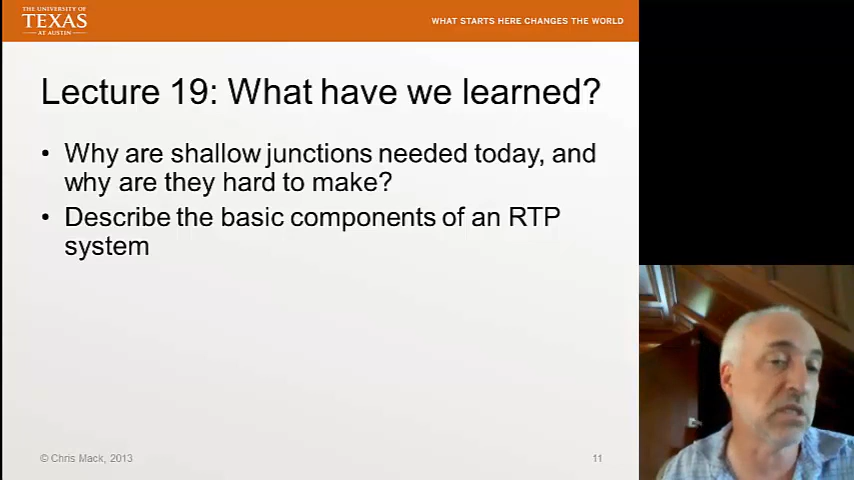 THE UNIVERSITY OF
TEXAS
AT AUSTIN
WHAT STARTS HERE CHANGES THE WORLD
Lecture 19: What have we learned?
• Why are shallow junctions needed today, and
why are they hard to make?
• Describe the basic components of an RTP
system
© Chris Mack, 2013
11